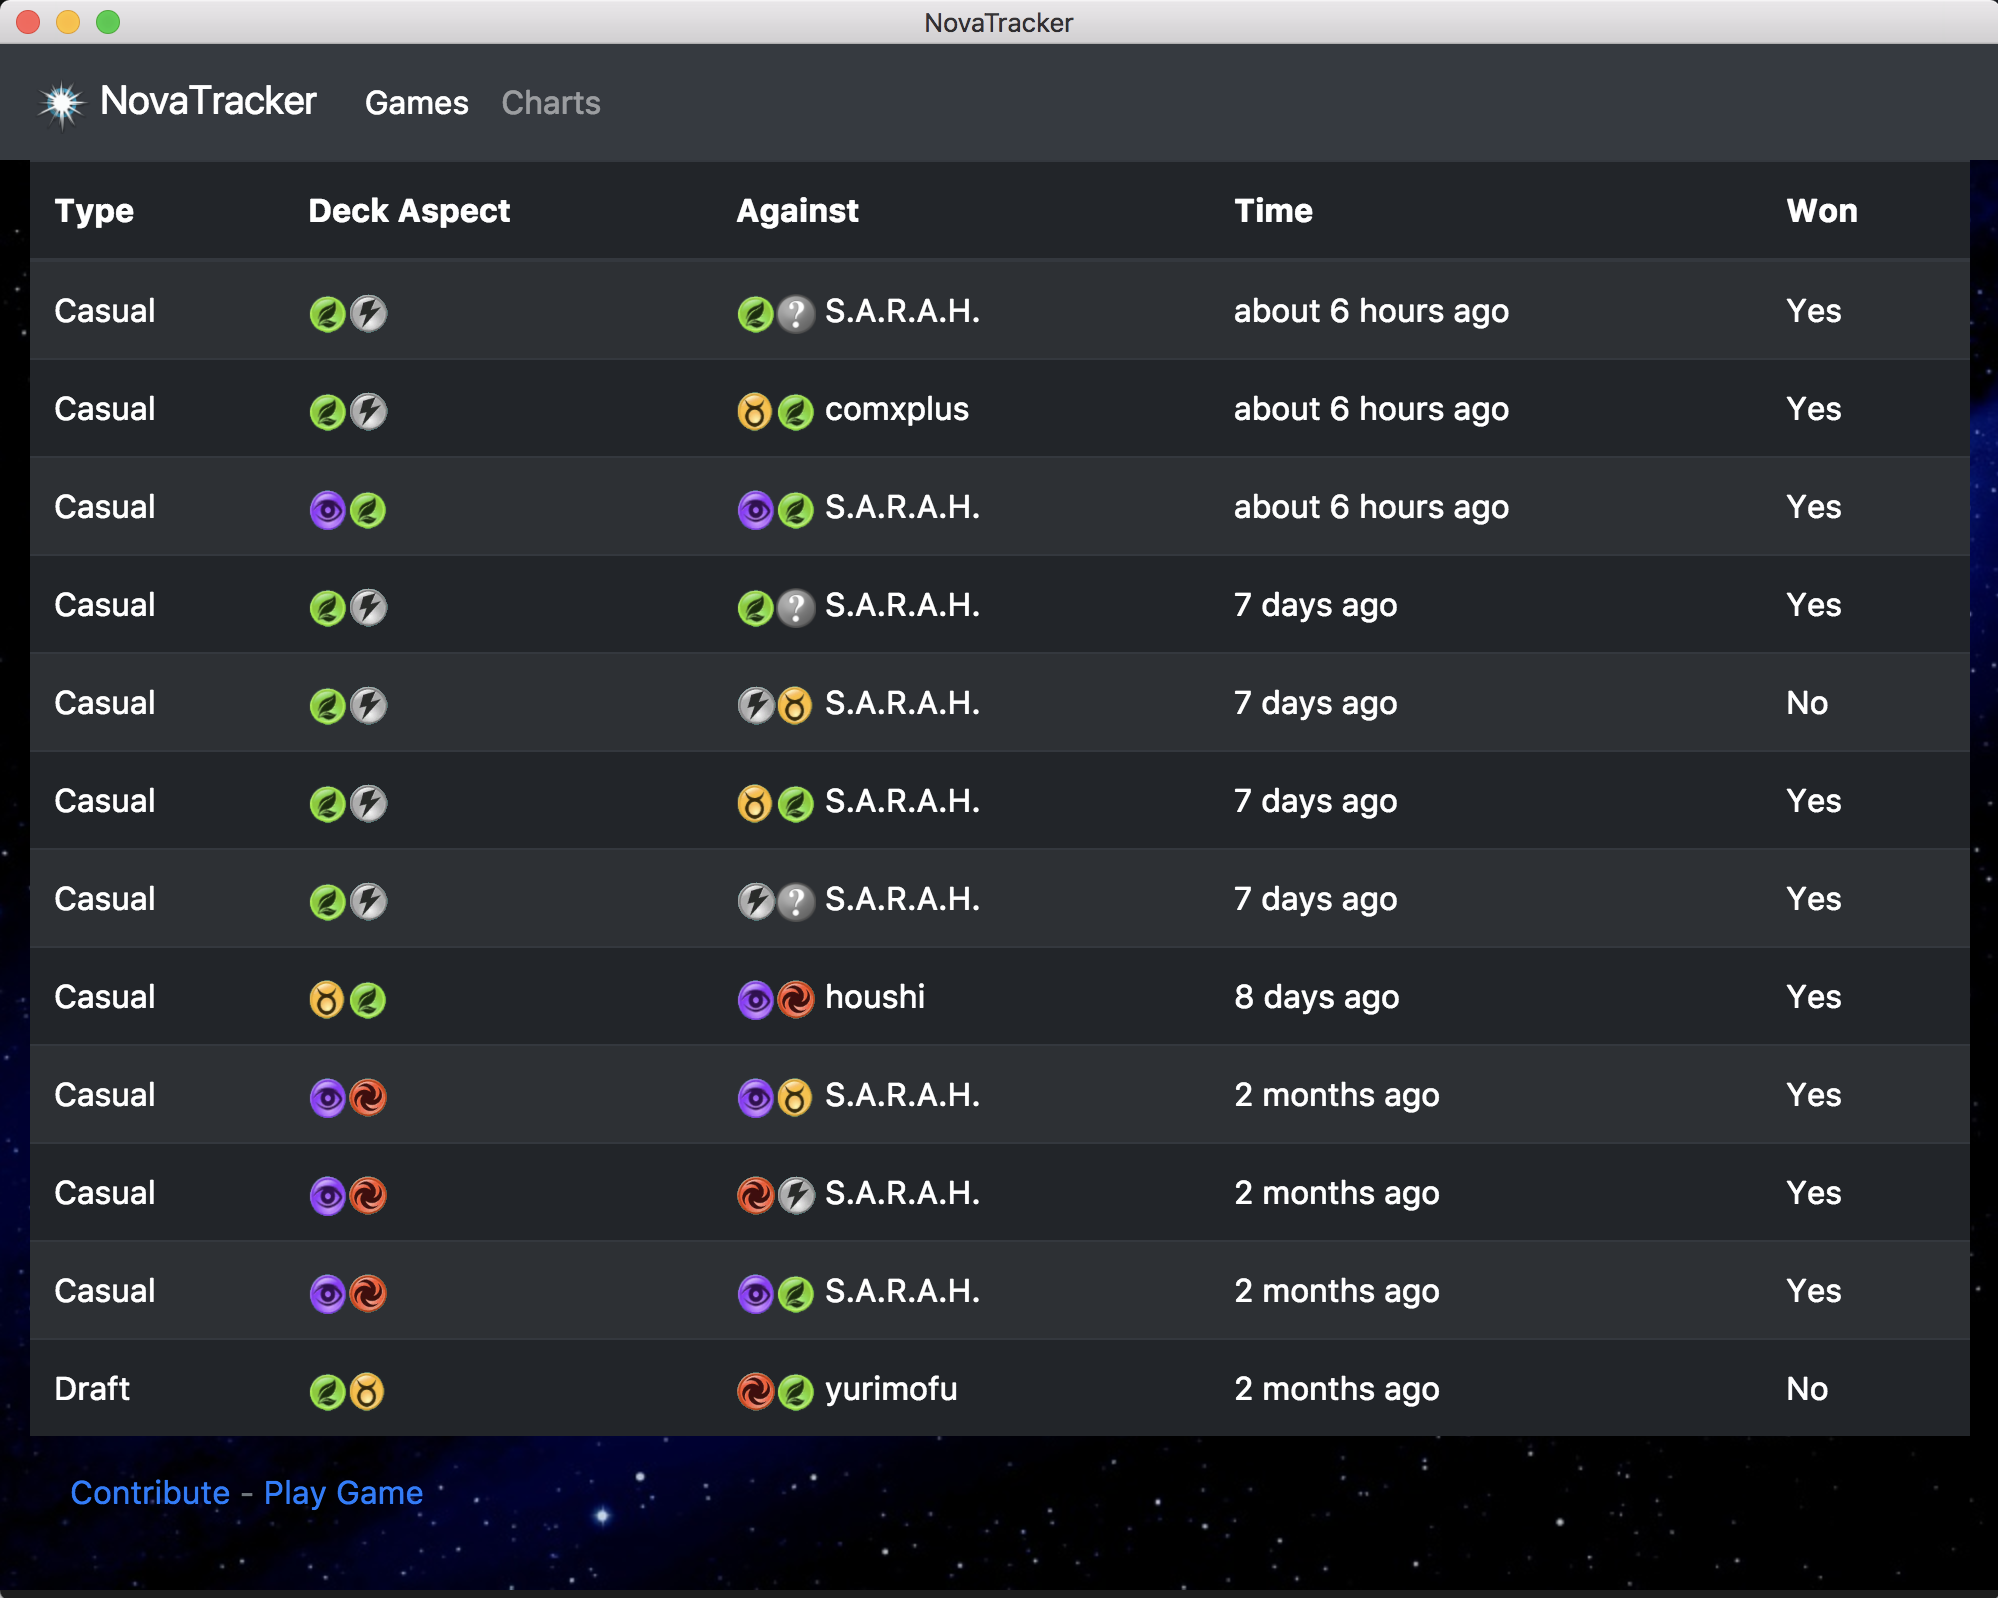 NovaTracker
NovaTracker Games Charts
Type Deck Aspect Against Time Won
Casual ? S.A.R.A.H. about 6 hours ago Yes
Casual comxplus about 6 hours ago Yes
Casual S.A.R.A.H. about 6 hours ago Yes
Casual ? S.A.R.A.H. 7 days ago Yes
Casual S.A.R.A.H. 7 days ago No
Casual S.A.R.A.H. 7 days ago Yes
Casual ? S.A.R.A.H. 7 days ago Yes
Casual houshi 8 days ago Yes
Casual S.A.R.A.H. 2 months ago Yes
Casual S.A.R.A.H. 2 months ago Yes
Casual S.A.R.A.H. 2 months ago Yes
Draft yurimofu 2 months ago No
Contribute - Play Game